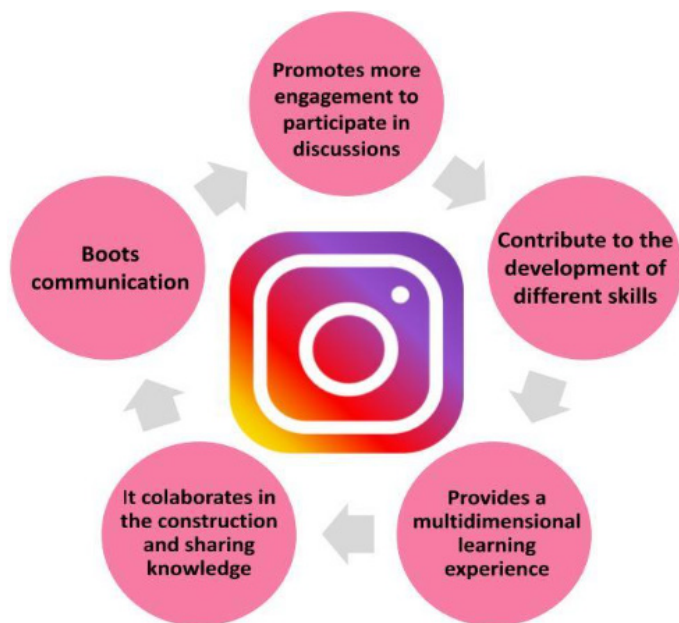 Promotes more
engagement to
participate in
discussions
Contribute to the
development of
different skills
Provides a
multidimensional
learning
experience
It colaborates in
the construction
and sharing
knowledge
Boots
communication